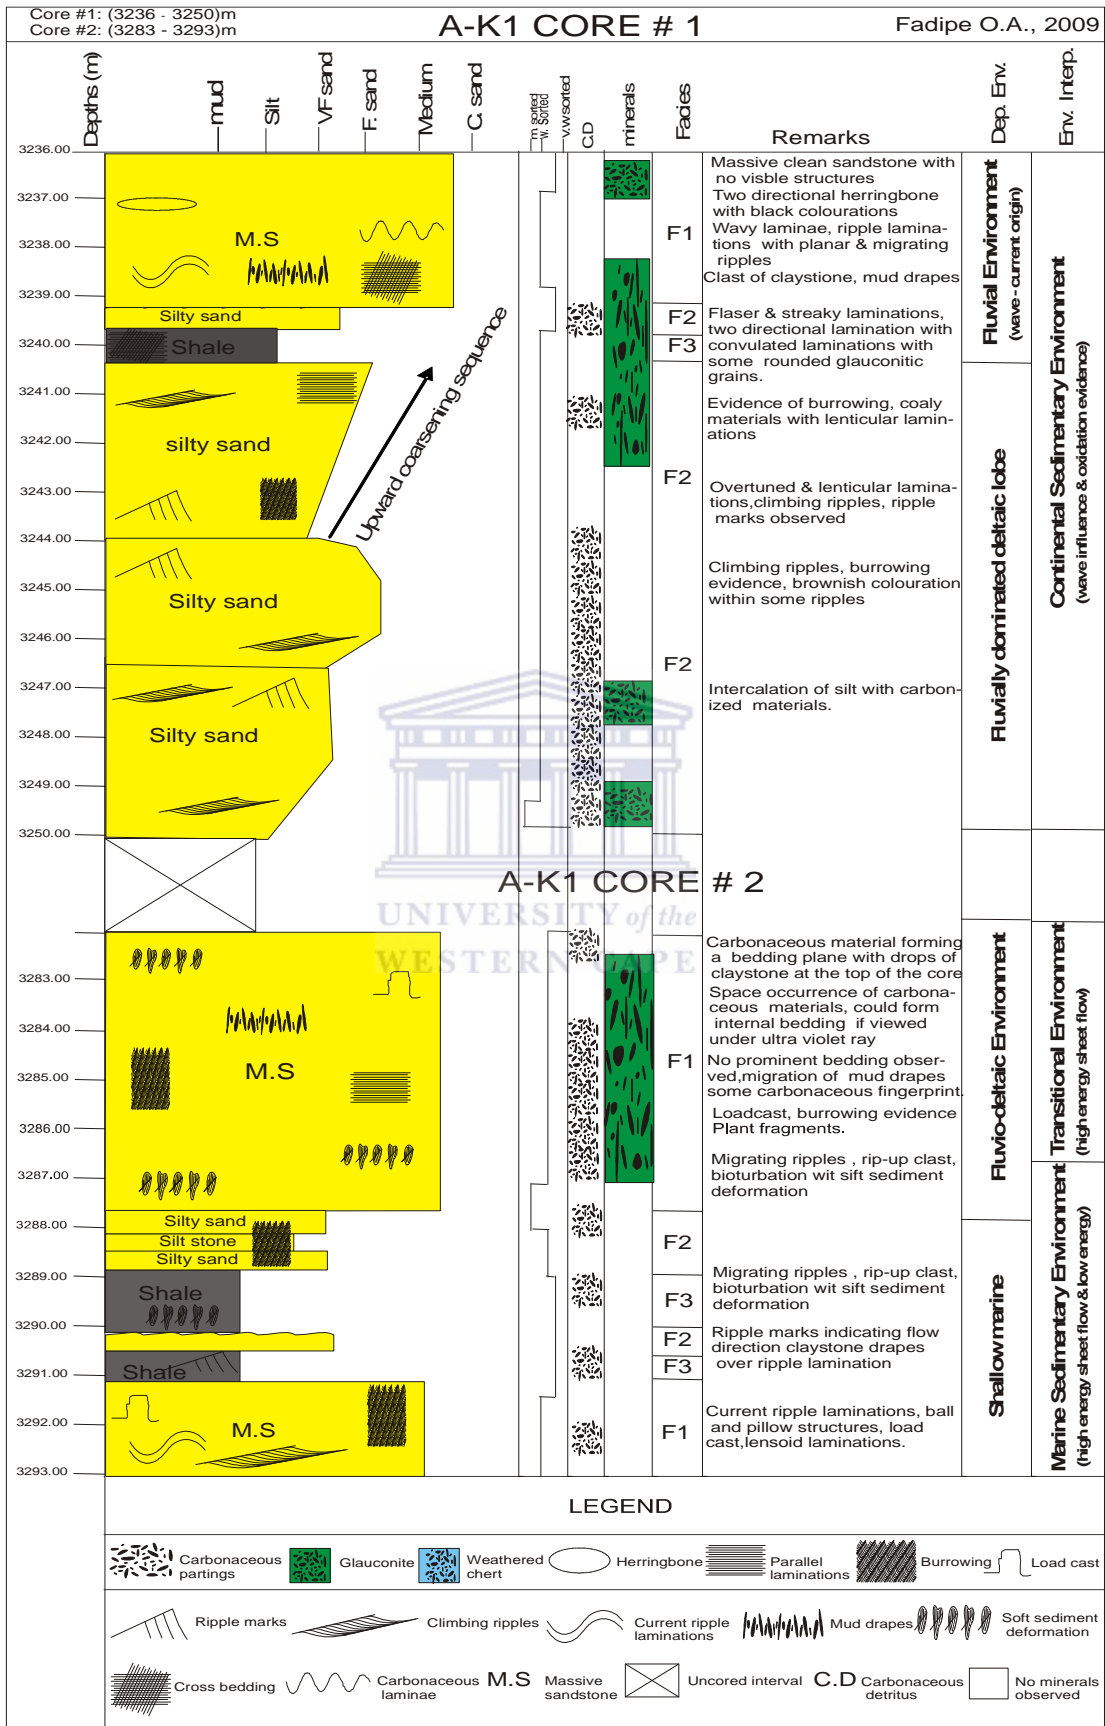 Core #1: (3236 - 3250)m
Core #2: (3283 - 3293)m
A-K1 CORE # 1
Fadipe O.A., 2009
Depths (m)
mud
Silt
VF sand
F. sand
Medium
C. sand
m. sorted
w. Sorted
v.w sorted
C.D
minerals
Facies
Remarks
Dep. Env.
Env. Interp.
3236.00
3237.00
3238.00
3239.00
3240.00
3241.00
3242.00
3243.00
3244.00
3245.00
3246.00
3247.00
3248.00
3249.00
3250.00
M.S
Silty sand
Shale
silty sand
Upward coarsening sequence
Silty sand
Silty sand
F1
F2
F3
F2
F2
Massive clean sandstone with
no visble structures
Two directional herringbone
with black colourations
Wavy laminae, ripple lamina-
tions with planar & migrating
ripples
Clast of claystone, mud drapes
Flaser & streaky laminations,
two directional lamination with
convulated laminations with
some rounded glauconitic
grains.
Evidence of burrowing, coaly
materials with lenticular lamin-
ations
Overtuned & lenticular lamina-
tions,climbing ripples, ripple
marks observed
Climbing ripples, burrowing
evidence, brownish colouration
within some ripples
Intercalation of silt with carbon-
ized materials.
Fluvial Environment
(wave - current origin)
Fluvially dominated deltaic lobe
Continental Sedimentary Environment
(wave influence & oxidation evidence)
A-K1 CORE # 2
UNIVERSITY of the
WESTERN CAPE
3283.00
3284.00
3285.00
3286.00
3287.00
3288.00
3289.00
3290.00
3291.00
3292.00
3293.00
M.S
Silty sand
Silt stone
Silty sand
Shale
Shale
M.S
F1
F2
F3
F2
F3
F1
Carbonaceous material forming
a bedding plane with drops of
claystone at the top of the core
Space occurrence of carbona-
ceous materials, could form
internal bedding if viewed
under ultra violet ray
No prominent bedding obser-
ved,migration of mud drapes
some carbonaceous fingerprint.
Loadcast, burrowing evidence
Plant fragments.
Migrating ripples , rip-up clast,
bioturbation wit sift sediment
deformation
Migrating ripples , rip-up clast,
bioturbation wit sift sediment
deformation
Ripple marks indicating flow
direction claystone drapes
over ripple lamination
Current ripple laminations, ball
and pillow structures, load
cast,lensoid laminations.
Fluvio-deltaic Environment
Shallow marine
Transitional Environment
(high energy sheet flow)
Marine Sedimentary Environment
(high energy sheet flow & low energy)
LEGEND
Carbonaceous
partings
Glauconite
Weathered
chert
Herringbone
Parallel
laminations
Burrowing
Load cast
Ripple marks
Climbing ripples
Current ripple
laminations
Mud drapes
Soft sediment
deformation
Cross bedding
Carbonaceous
laminae
M.S Massive
sandstone
Uncored interval
C.D Carbonaceous
detritus
No minerals
observed